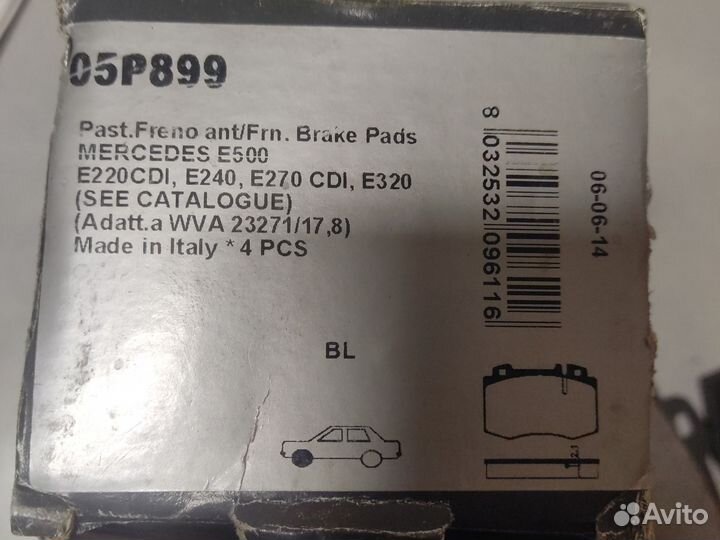 05P899
Past.Freno ant/Frn. Brake Pads
MERCEDES E500
E220CDI, E240, E270 CDI, E320
(SEE CATALOGUE)
(Adatt.a WVA 23271/17,8)
Made in Italy * 4 PCS
BL
8 032532 096116
06-06-14
Avito